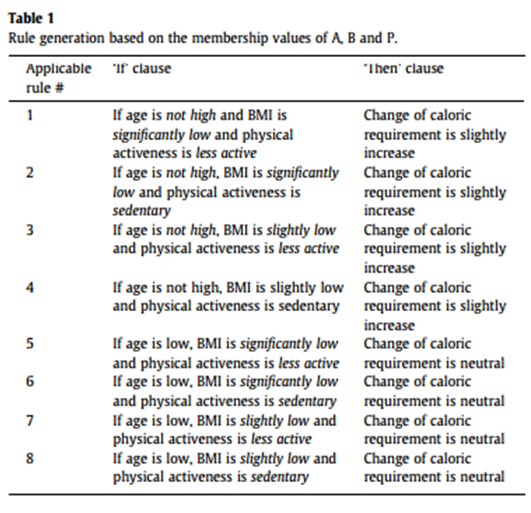 Table 1
Rule generation based on the membership values of A, B and P.
Applicable 'If' clause 'Then' clause
rule #
1 If age is not high and BMI is Change of caloric
significantly low and physical requirement is slightly
activeness is less active increase
2 If age is not high, BMI is significantly Change of caloric
low and physical activeness is requirement is slightly
sedentary increase
3 If age is not high, BMI is slightly low Change of caloric
and physical activeness is less active requirement is slightly
increase
4 If age is not high, BMI is slightly low Change of caloric
and physical activeness is sedentary requirement is slightly
increase
5 If age is low, BMI is significantly low Change of caloric
and physical activeness is less active requirement is neutral
6 If age is low, BMI is significantly low Change of caloric
and physical activeness is sedentary requirement is neutral
7 If age is low, BMI is slightly low and Change of caloric
physical activeness is less active requirement is neutral
8 If age is low, BMI is slightly low and Change of caloric
physical activeness is sedentary requirement is neutral